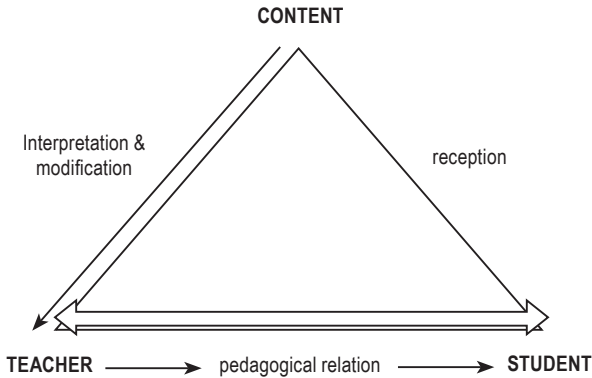 CONTENT
Interpretation &
modification
reception
TEACHER pedagogical relation STUDENT